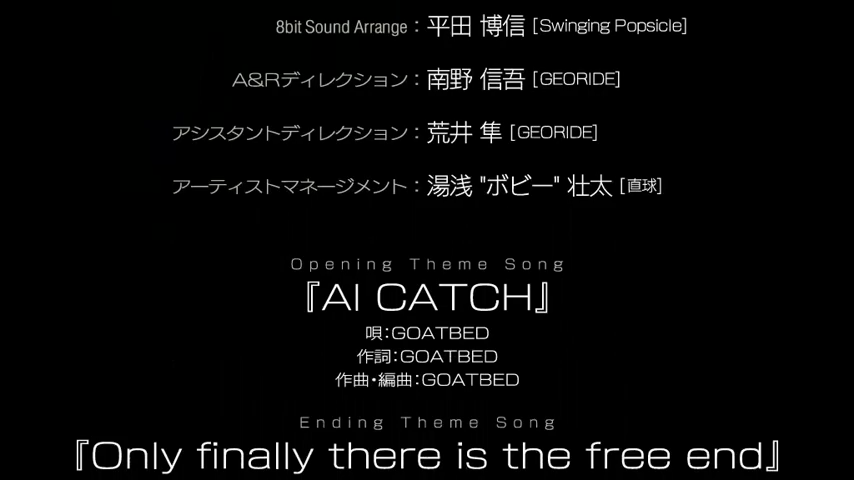 8bit Sound Arrange : 平田 博信 [Swinging Popsicle]
A&Rディレクション : 南野 信吾 [GEORIDE]
アシスタントディレクション : 荒井 隼 [GEORIDE]
アーティストマネージメント : 湯浅 "ボビー" 壮太 [直球]
Opening Theme Song
『AI CATCH』
唄:GOATBED
作詞:GOATBED
作曲・編曲:GOATBED
Ending Theme Song
『Only finally there is the free end』